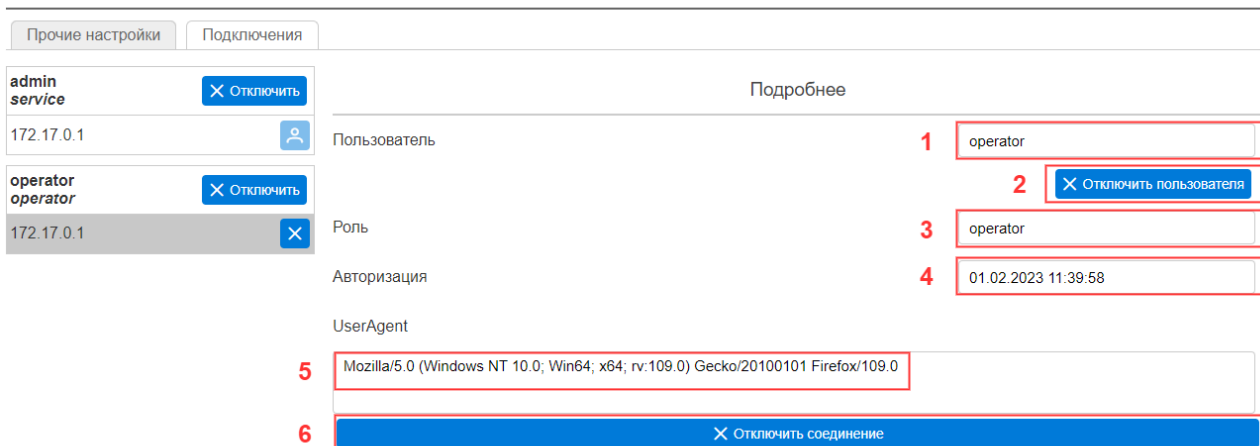 Прочие настройки
Подключения
admin
service
Отключить
172.17.0.1
operator
operator
Отключить
172.17.0.1
Подробнее
Пользователь
1
operator
2
Отключить пользователя
Роль
3
operator
Авторизация
4
01.02.2023 11:39:58
UserAgent
5
Mozilla/5.0 (Windows NT 10.0; Win64; x64; rv:109.0) Gecko/20100101 Firefox/109.0
6
Отключить соединение